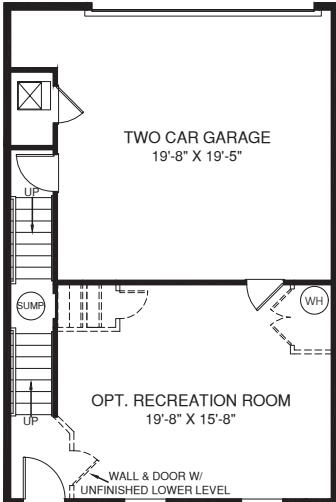 TWO CAR GARAGE
19'-8" X 19'-5"
UP
SUMP
WH
OPT. RECREATION ROOM
19'-8" X 15'-8"
UP
WALL & DOOR W/
UNFINISHED LOWER LEVEL